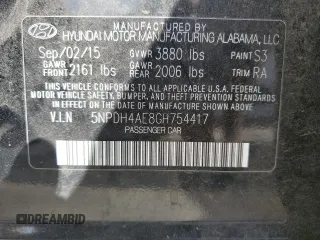 HYUNDAI MOTOR MANUFACTURING ALABAMA, LLC
Sep/02/15 GVWR 3880 lbs PAINT S3
GAWR FRONT 2161 lbs GAWR REAR 2006 lbs TRIM RA
THIS VEHICLE CONFORMS TO ALL APPLICABLE U.S. FEDERAL MOTOR
VEHICLE SAFETY, BUMPER, AND THEFT PREVENTION STANDARDS IN
EFFECT ON THE DATE OF MANUFACTURE SHOWN ABOVE.
V.I.N 5NPDH4AE8GH754417
PASSENGER CAR
DREAMBID